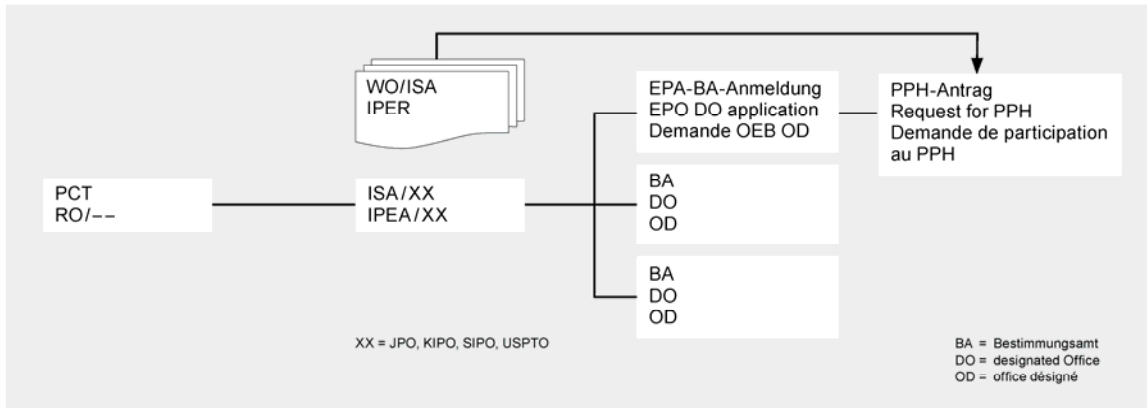 WO/ISA
IPER
EPA-BA-Anmeldung
EPO DO application
Demande OEB OD
PPH-Antrag
Request for PPH
Demande de participation
au PPH
PCT
RO/––
ISA/XX
IPEA/XX
BA
DO
OD
BA
DO
OD
XX = JPO, KIPO, SIPO, USPTO
BA = Bestimmungsamt
DO = designated Office
OD = office désigné